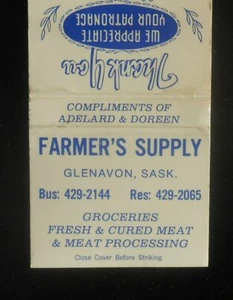 Thank You
WE APPRECIATE
YOUR PATRONAGE
COMPLIMENTS OF
ADELARD & DOREEN
FARMER'S SUPPLY
GLENAVON, SASK.
Bus: 429-2144 Res: 429-2065
GROCERIES
FRESH & CURED MEAT
& MEAT PROCESSING
Close Cover Before Striking